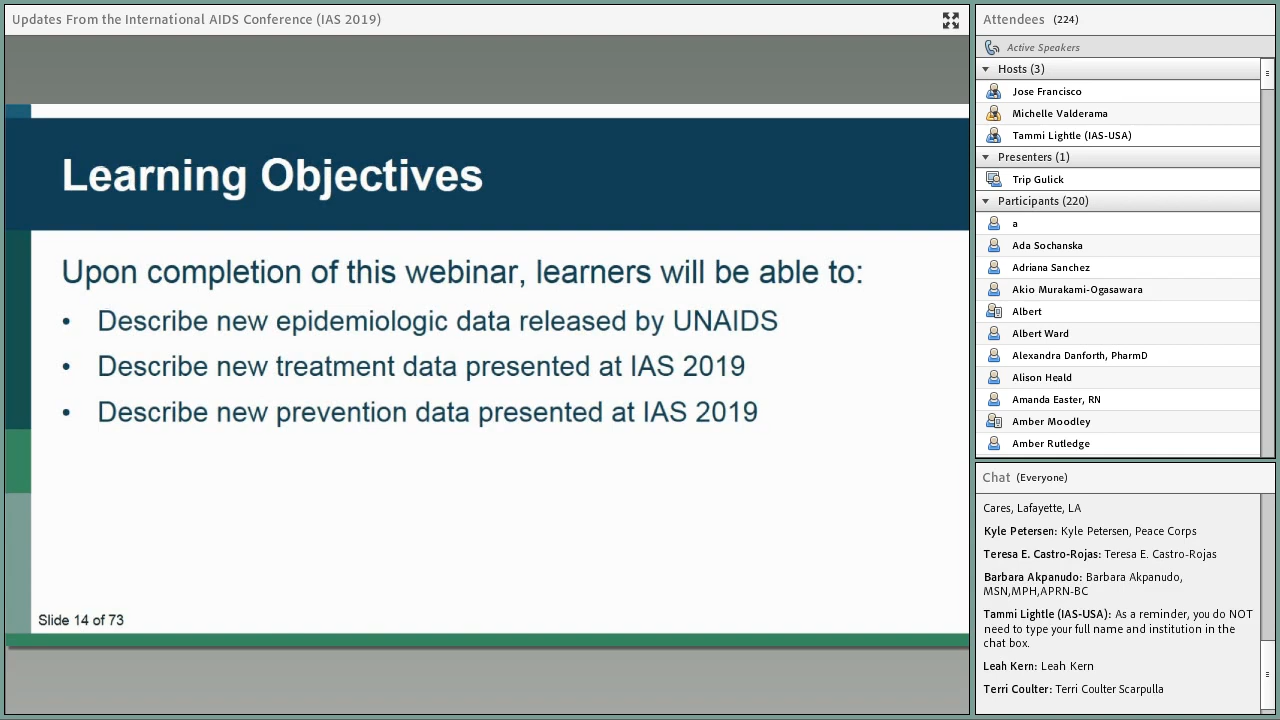 Updates From the International AIDS Conference (IAS 2019)
Learning Objectives
Upon completion of this webinar, learners will be able to:
• Describe new epidemiologic data released by UNAIDS
• Describe new treatment data presented at IAS 2019
• Describe new prevention data presented at IAS 2019
Slide 14 of 73
Attendees (224)
Active Speakers
Hosts (3)
Jose Francisco
Michelle Valderama
Tammi Lightle (IAS-USA)
Presenters (1)
Trip Gulick
Participants (220)
a
Ada Sochanska
Adriana Sanchez
Akio Murakami-Ogasawara
Albert
Albert Ward
Alexandra Danforth, PharmD
Alison Heald
Amanda Easter, RN
Amber Moodley
Amber Rutledge
Chat (Everyone)
Cares, Lafayette, LA
Kyle Petersen: Kyle Petersen, Peace Corps
Teresa E. Castro-Rojas: Teresa E. Castro-Rojas
Barbara Akpanudo: Barbara Akpanudo,
MSN,MPH,APRN-BC
Tammi Lightle (IAS-USA): As a reminder, you do NOT
need to type your full name and institution in the
chat box.
Leah Kern: Leah Kern
Terri Coulter: Terri Coulter Scarpulla